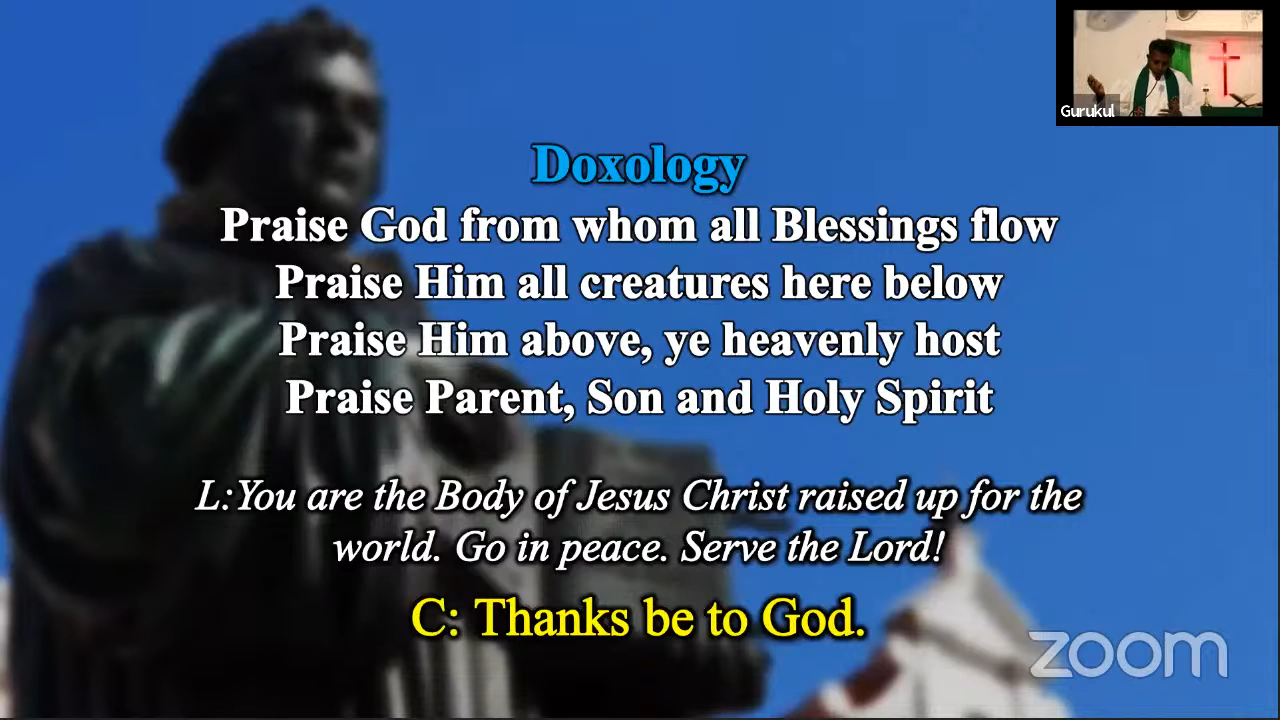 Gurukul
Doxology
Praise God from whom all Blessings flow
Praise Him all creatures here below
Praise Him above, ye heavenly host
Praise Parent, Son and Holy Spirit
L:You are the Body of Jesus Christ raised up for the
world. Go in peace. Serve the Lord!
C: Thanks be to God.
zoom